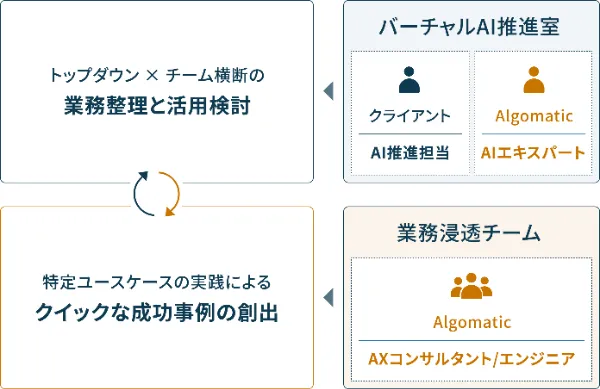 トップダウン × チーム横断の
業務整理と活用検討
バーチャルAI推進室
クライアント
AI推進担当
Algomatic
AIエキスパート
特定ユースケースの実践による
クイックな成功事例の創出
業務浸透チーム
Algomatic
AXコンサルタント/エンジニア